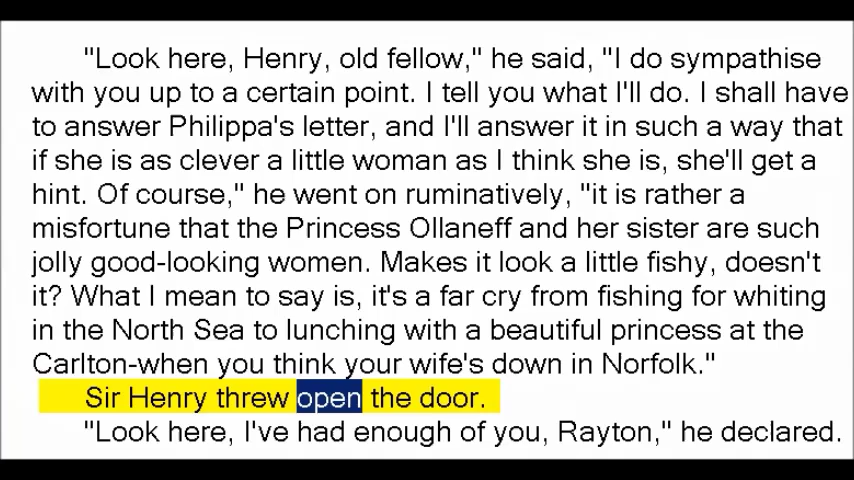 "Look here, Henry, old fellow," he said, "I do sympathise
with you up to a certain point. I tell you what I'll do. I shall have
to answer Philippa's letter, and I'll answer it in such a way that
if she is as clever a little woman as I think she is, she'll get a
hint. Of course," he went on ruminatively, "it is rather a
misfortune that the Princess Ollaneff and her sister are such
jolly good-looking women. Makes it look a little fishy, doesn't
it? What I mean to say is, it's a far cry from fishing for whiting
in the North Sea to lunching with a beautiful princess at the
Carlton-when you think your wife's down in Norfolk."
Sir Henry threw open the door.
"Look here, I've had enough of you, Rayton," he declared.